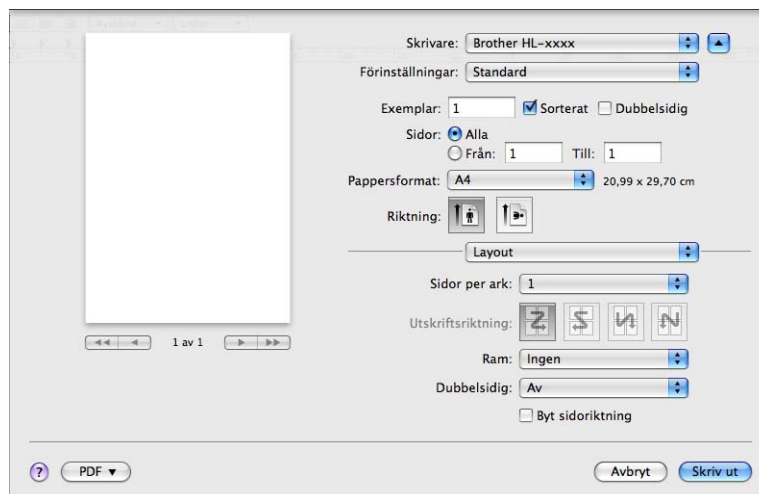 Skrivare: Brother HL-xxxx
Förinställningar: Standard
Exemplar: 1 Sorterat Dubbelsidig
Sidor: Alla
Från: 1 Till: 1
Pappersformat: A4 20,99 x 29,70 cm
Riktning:
Layout
Sidor per ark: 1
Utskriftsriktning:
Ram: Ingen
Dubbelsidig: Av
Byt sidoriktning
1 av 1
? PDF Avbryt Skriv ut